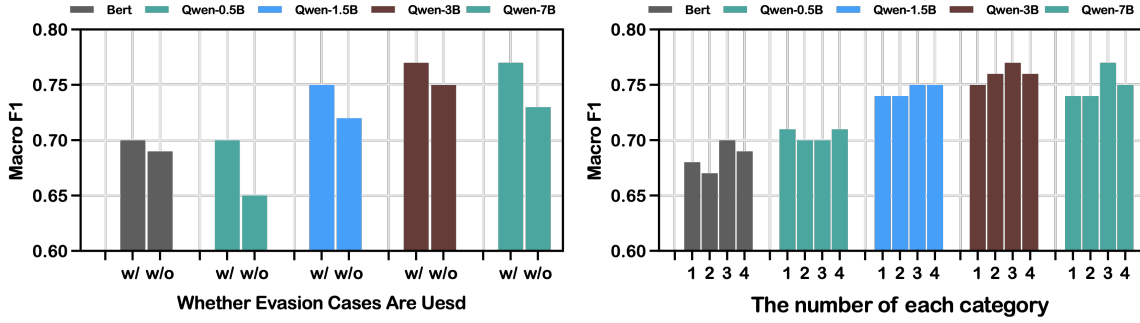 Bert Qwen-0.5B Qwen-1.5B Qwen-3B Qwen-7B
0.80
0.75
0.70
0.65
0.60
Macro F1
w/ w/o w/ w/o w/ w/o w/ w/o w/ w/o
Whether Evasion Cases Are Uesd
Bert Qwen-0.5B Qwen-1.5B Qwen-3B Qwen-7B
0.80
0.75
0.70
0.65
0.60
Macro F1
1 2 3 4 1 2 3 4 1 2 3 4 1 2 3 4 1 2 3 4
The number of each category